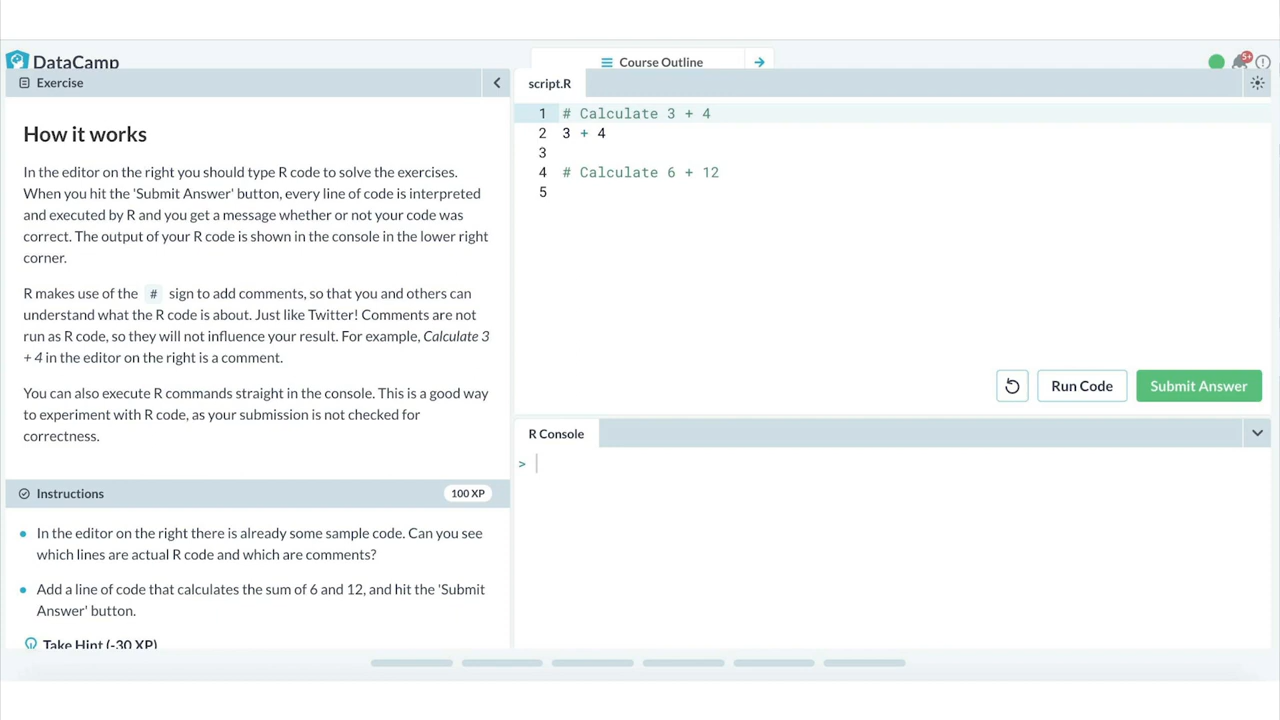 DataCamp
Course Outline
5+
Exercise
How it works
In the editor on the right you should type R code to solve the exercises.
When you hit the 'Submit Answer' button, every line of code is interpreted
and executed by R and you get a message whether or not your code was
correct. The output of your R code is shown in the console in the lower right
corner.
R makes use of the # sign to add comments, so that you and others can
understand what the R code is about. Just like Twitter! Comments are not
run as R code, so they will not influence your result. For example, Calculate 3
+ 4 in the editor on the right is a comment.
You can also execute R commands straight in the console. This is a good way
to experiment with R code, as your submission is not checked for
correctness.
Instructions
100 XP
In the editor on the right there is already some sample code. Can you see
which lines are actual R code and which are comments?
Add a line of code that calculates the sum of 6 and 12, and hit the 'Submit
Answer' button.
Take Hint (-30 XP)
script.R
1 # Calculate 3 + 4
2 3 + 4
3
4 # Calculate 6 + 12
5
Run Code
Submit Answer
R Console
>